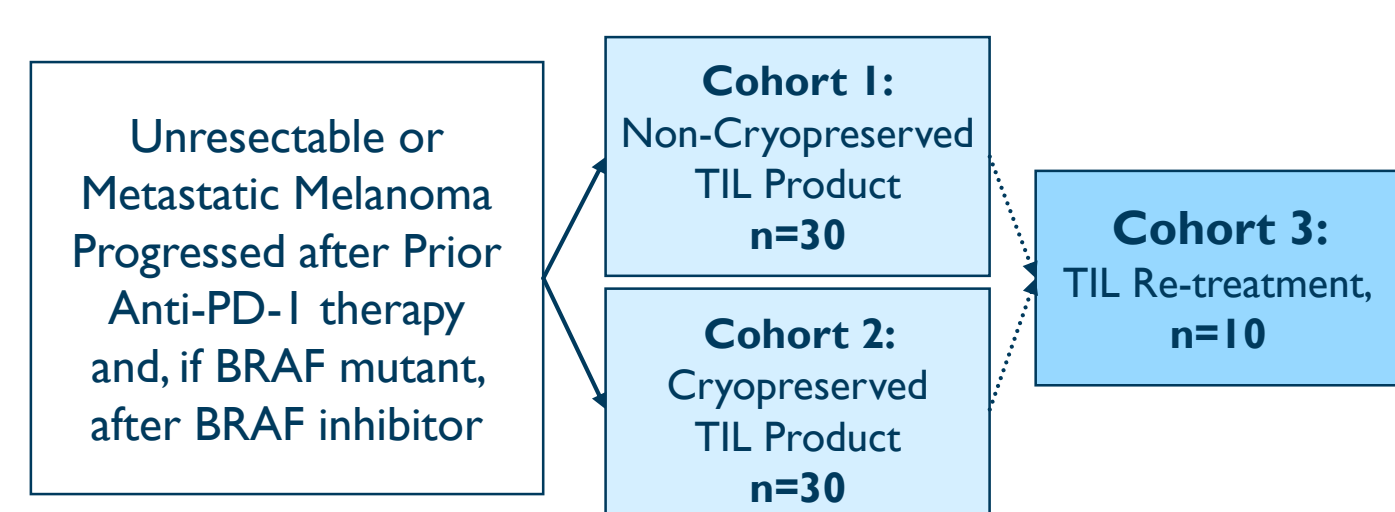 Unresectable or
Metastatic Melanoma
Progressed after Prior
Anti-PD-1 therapy
and, if BRAF mutant,
after BRAF inhibitor
Cohort 1:
Non-Cryopreserved
TIL Product
n=30
Cohort 2:
Cryopreserved
TIL Product
n=30
Cohort 3:
TIL Re-treatment,
n=10